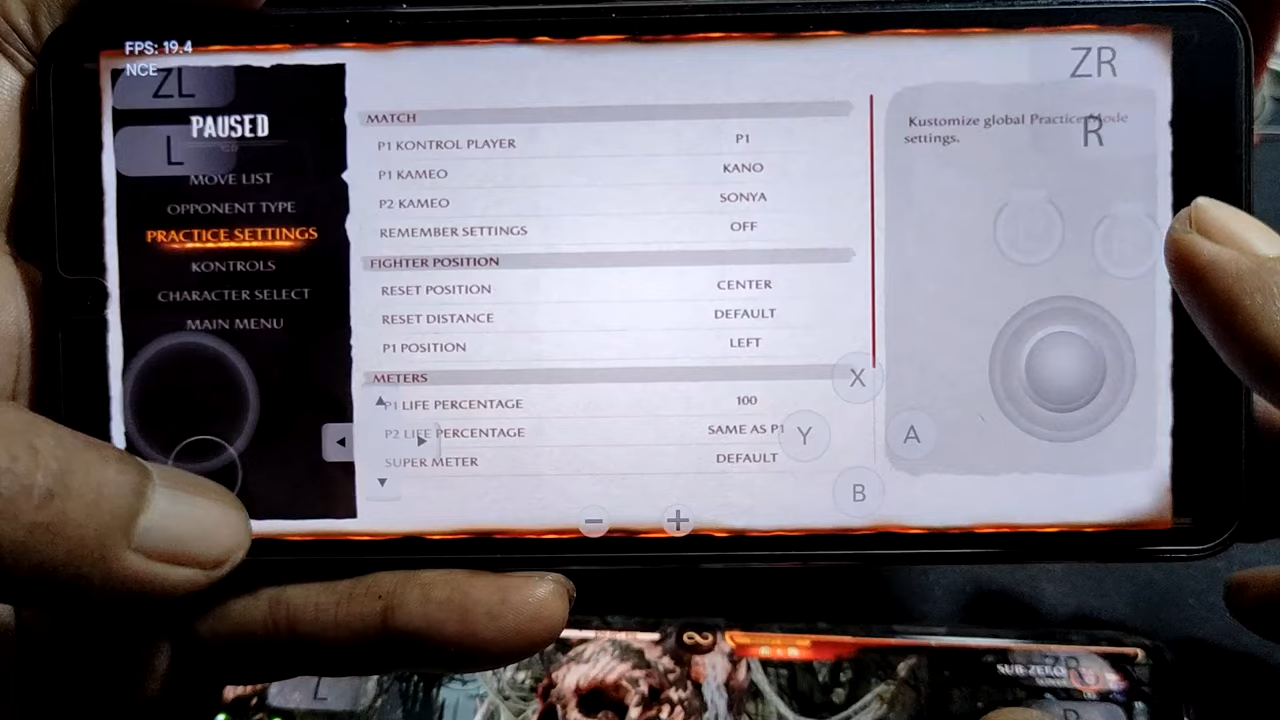 FPS: 19.4
NCE
ZL
L
PAUSED
MOVE LIST
OPPONENT TYPE
PRACTICE SETTINGS
KONTROLS
CHARACTER SELECT
MAIN MENU
MATCH
P1 KONTROL PLAYER P1
P1 KAMEO KANO
P2 KAMEO SONYA
REMEMBER SETTINGS OFF
FIGHTER POSITION
RESET POSITION CENTER
RESET DISTANCE DEFAULT
P1 POSITION LEFT
METERS
P1 LIFE PERCENTAGE 100
P2 LIFE PERCENTAGE SAME AS P1
SUPER METER DEFAULT
ZR
R
Kustomize global Practice Mode
settings.
X
Y
A
B
SUB-ZERO
ZR
L
R